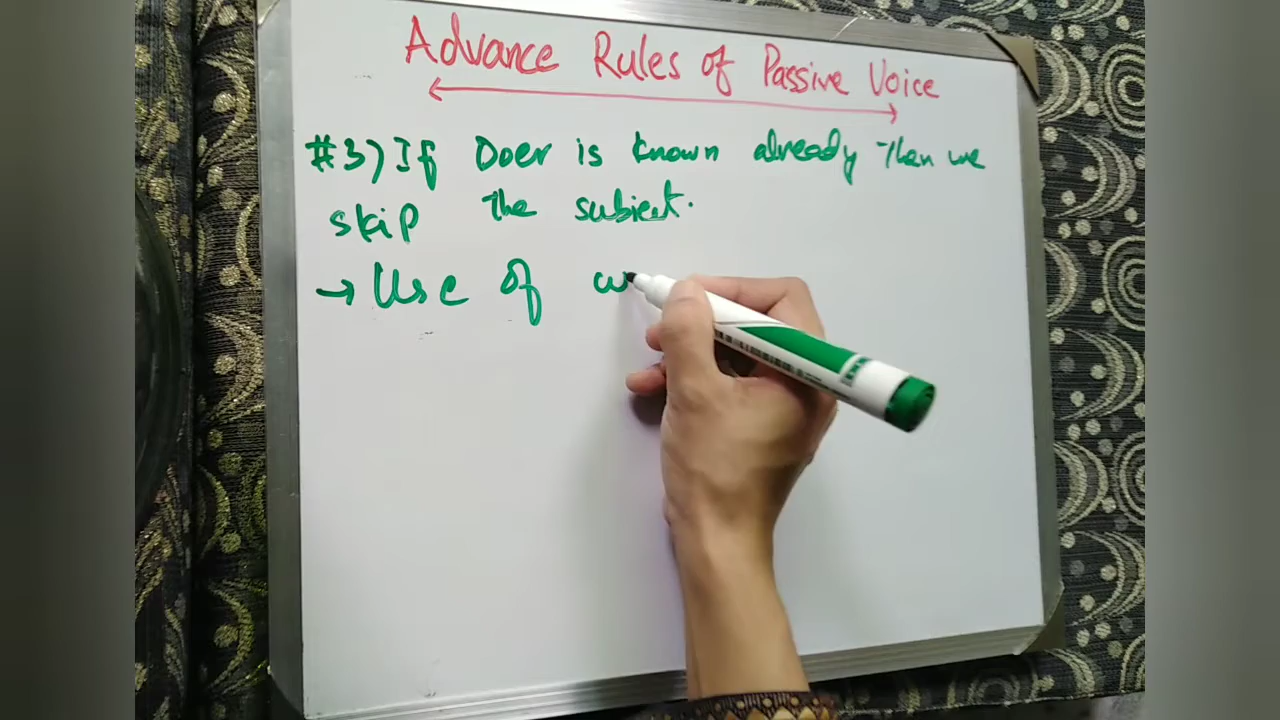 Advance Rules of Passive Voice
#3) If Doer is known already then we
skip the subject.
→ Use of w